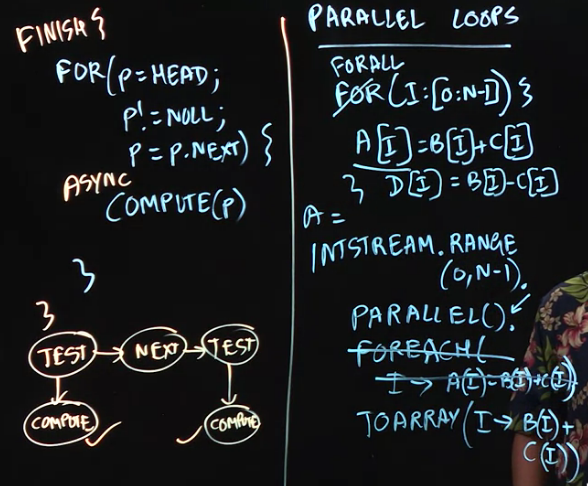 FINISH {
FOR(P=HEAD;
P!=NULL;
P=P.NEXT) {
ASYNC
COMPUTE(P)
}
}
TEST → NEXT → TEST
COMPUTE ✓ ✓ COMPUTE
PARALLEL LOOPS
FORALL
FOR(I:[0:N-1]) {
A[I]=B[I]+C[I]
} D[I]=B[I]-C[I]
A=
INTSTREAM.RANGE
(0,N-1).
PARALLEL().
FOREACH(
I → A(I)=B(I)+C(I))
TOARRAY(I→B(I)+
C(I))